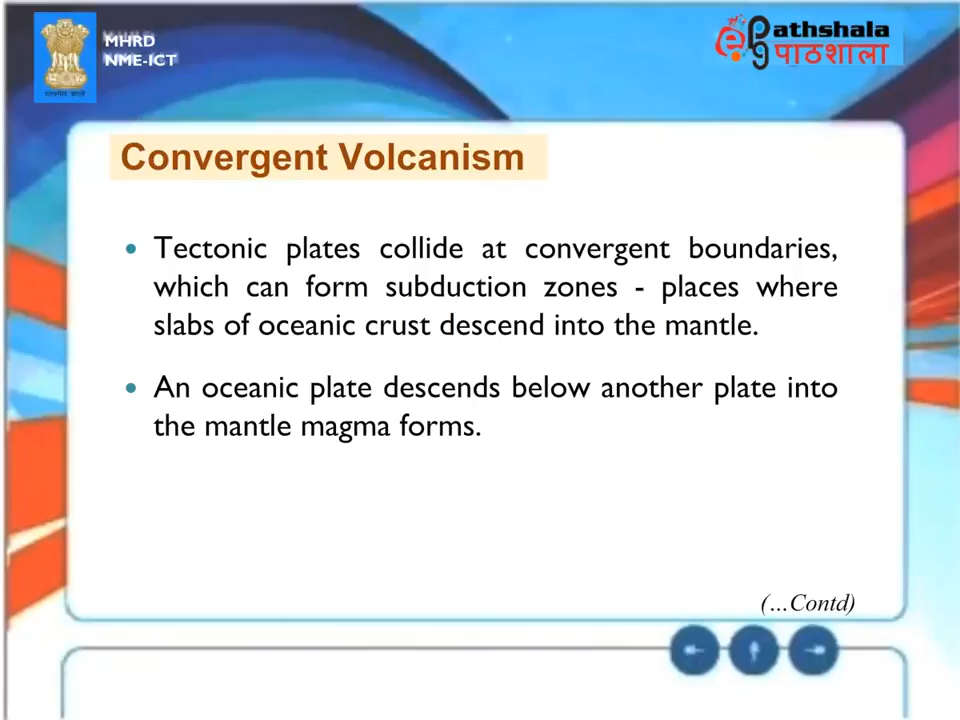 MHRD
NME-ICT
e pg athshala
पाठशाला
Convergent Volcanism
• Tectonic plates collide at convergent boundaries,
which can form subduction zones - places where
slabs of oceanic crust descend into the mantle.
• An oceanic plate descends below another plate into
the mantle magma forms.
(...Contd)